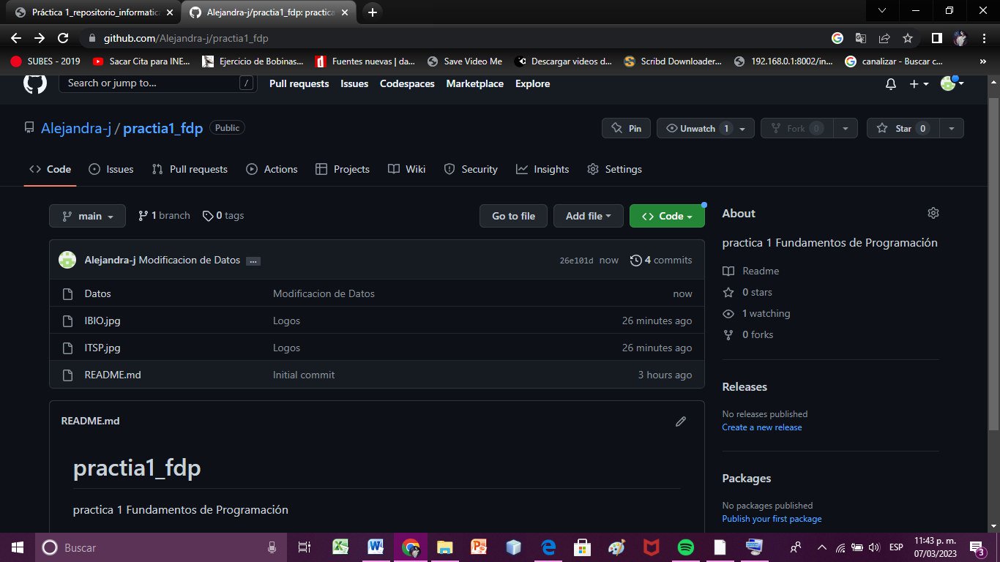 Práctica 1_repositorio_informatic
Alejandra-j/practia1_fdp: practica
github.com/Alejandra-j/practia1_fdp
SUBES - 2019
Sacar Cita para INE...
Ejercicio de Bobinas...
Fuentes nuevas | da...
Save Video Me
Descargar videos d...
Scribd Downloader...
192.168.0.1:8002/in...
canalizar - Buscar c...
»
Search or jump to...
/
Pull requests
Issues
Codespaces
Marketplace
Explore
Alejandra-j / practia1_fdp
Public
Pin
Unwatch 1
Fork 0
Star 0
Code
Issues
Pull requests
Actions
Projects
Wiki
Security
Insights
Settings
main
1 branch
0 tags
Go to file
Add file
Code
Alejandra-j Modificacion de Datos ...
26e101d now
4 commits
Datos
Modificacion de Datos
now
IBIO.jpg
Logos
26 minutes ago
ITSP.jpg
Logos
26 minutes ago
README.md
Initial commit
3 hours ago
README.md
practia1_fdp
practica 1 Fundamentos de Programación
About
practica 1 Fundamentos de Programación
Readme
0 stars
1 watching
0 forks
Releases
No releases published
Create a new release
Packages
No packages published
Publish your first package
Buscar
ESP
11:43 p. m.
07/03/2023
3